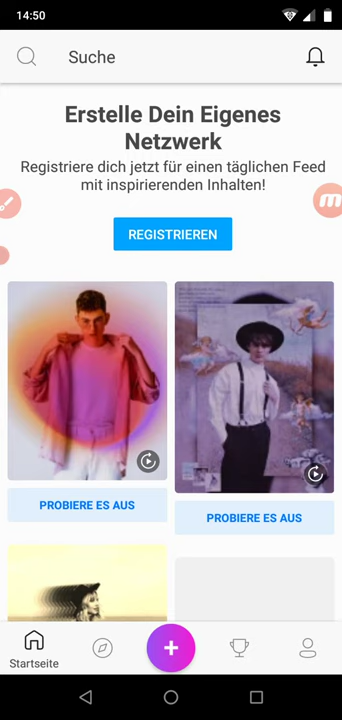 14:50
Suche
Erstelle Dein Eigenes
Netzwerk
Registriere dich jetzt für einen täglichen Feed
mit inspirierenden Inhalten!
REGISTRIEREN
PROBIERE ES AUS
PROBIERE ES AUS
Startseite